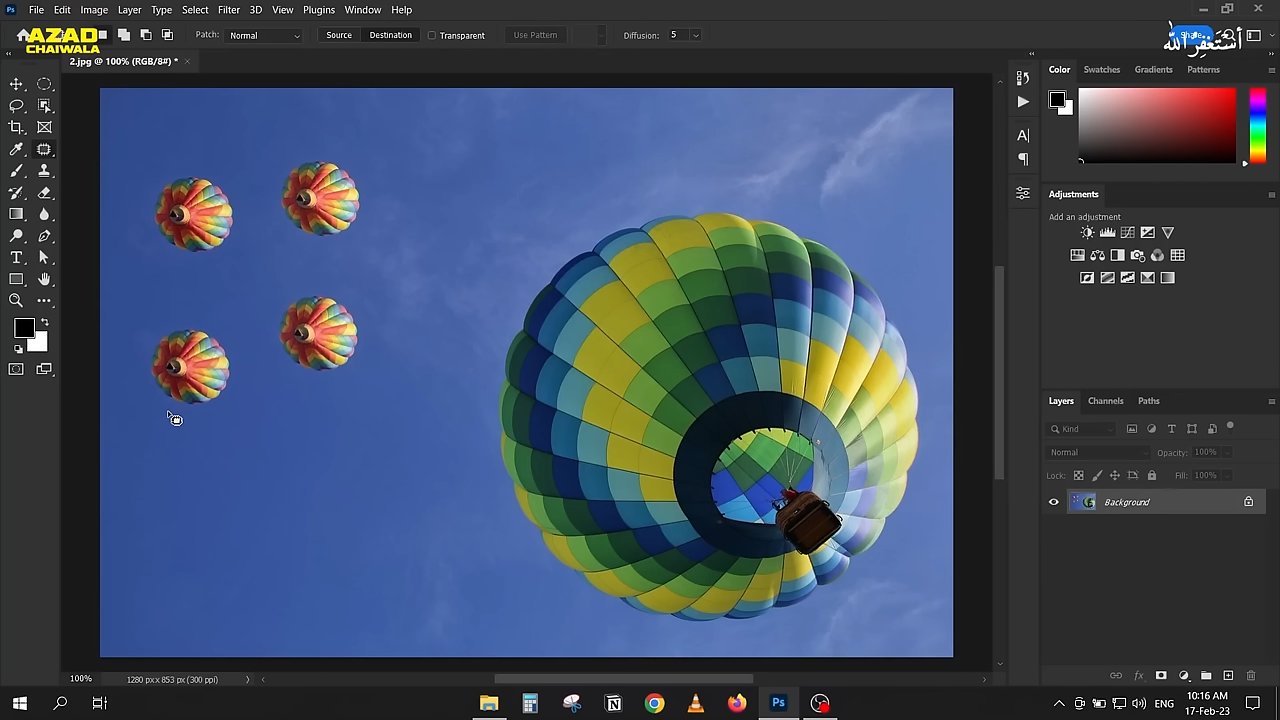 Ps File Edit Image Layer Type Select Filter 3D View Plugins Window Help
AZAD
CHAIWALA
Patch: Normal Source Destination Transparent Use Pattern Diffusion: 5
أستغفر الله
2.jpg @ 100% (RGB/8#) * ×
Color Swatches Gradients Patterns
Adjustments
Add an adjustment
Layers Channels Paths
Kind
Normal Opacity: 100%
Lock: Fill: 100%
Background
100% 1280 px x 853 px (300 ppi)
Ps ENG 10:16 AM
17-Feb-23